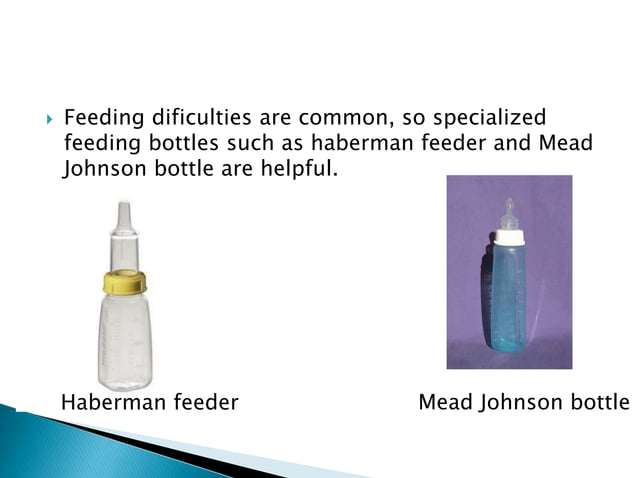 Feeding dificulties are common, so specialized
feeding bottles such as haberman feeder and Mead
Johnson bottle are helpful.
Haberman feeder
Mead Johnson bottle